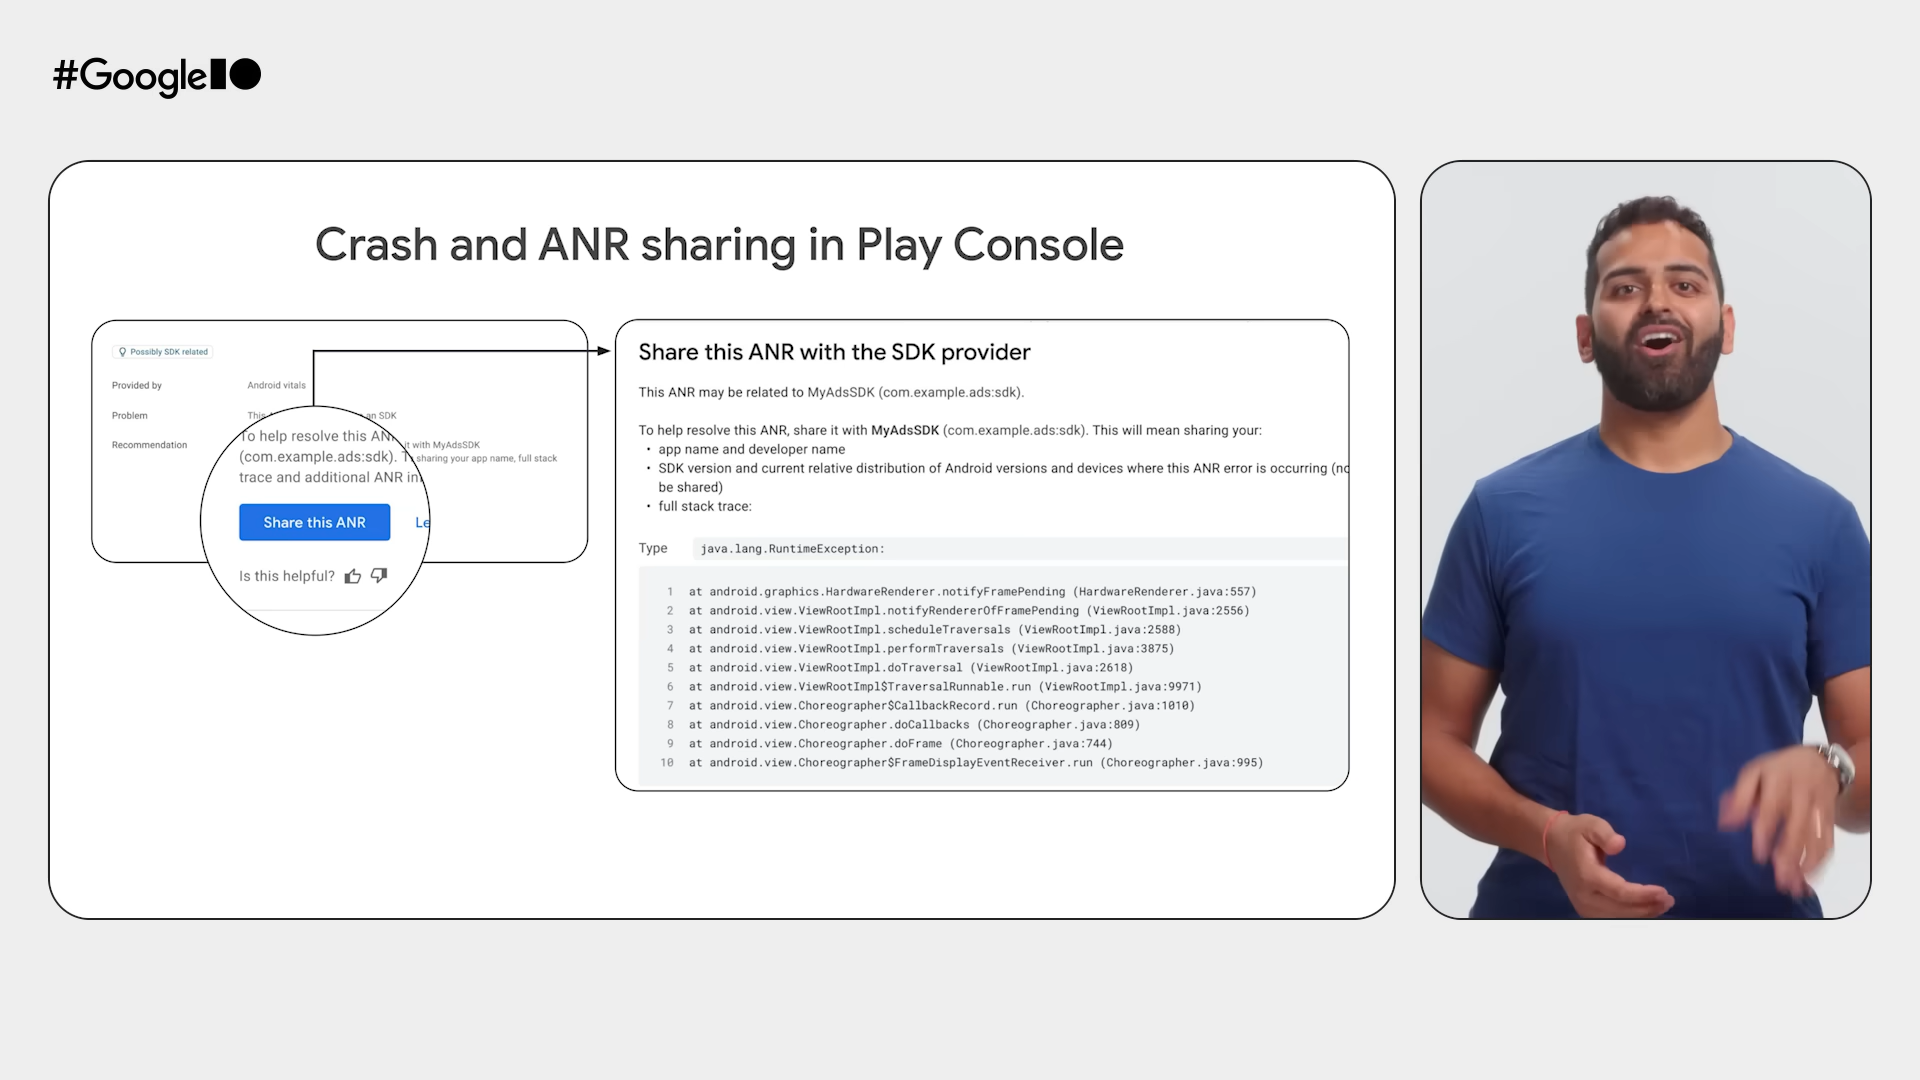 #GoogleIO
Crash and ANR sharing in Play Console
Possibly SDK related
Provided by Android vitals
Problem This an SDK
Recommendation it with MyAdsSDK
sharing your app name, full stack
To help resolve this AN
(com.example.ads:sdk). T
trace and additional ANR in
Share this ANR Le
Is this helpful?
Share this ANR with the SDK provider
This ANR may be related to MyAdsSDK (com.example.ads:sdk).
To help resolve this ANR, share it with MyAdsSDK (com.example.ads:sdk). This will mean sharing your:
• app name and developer name
• SDK version and current relative distribution of Android versions and devices where this ANR error is occurring (no
be shared)
• full stack trace:
Type java.lang.RuntimeException:
1 at android.graphics.HardwareRenderer.notifyFramePending (HardwareRenderer.java:557)
2 at android.view.ViewRootImpl.notifyRendererOfFramePending (ViewRootImpl.java:2556)
3 at android.view.ViewRootImpl.scheduleTraversals (ViewRootImpl.java:2588)
4 at android.view.ViewRootImpl.performTraversals (ViewRootImpl.java:3875)
5 at android.view.ViewRootImpl.doTraversal (ViewRootImpl.java:2618)
6 at android.view.ViewRootImpl$TraversalRunnable.run (ViewRootImpl.java:9971)
7 at android.view.Choreographer$CallbackRecord.run (Choreographer.java:1010)
8 at android.view.Choreographer.doCallbacks (Choreographer.java:809)
9 at android.view.Choreographer.doFrame (Choreographer.java:744)
10 at android.view.Choreographer$FrameDisplayEventReceiver.run (Choreographer.java:995)